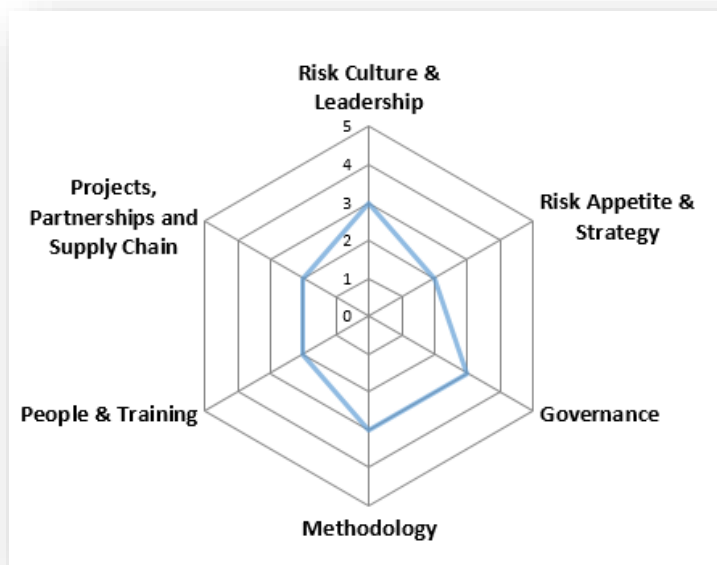 Risk Culture &
Leadership
5
4
3
2
1
0
Risk Appetite &
Strategy
Governance
Methodology
People & Training
Projects,
Partnerships and
Supply Chain